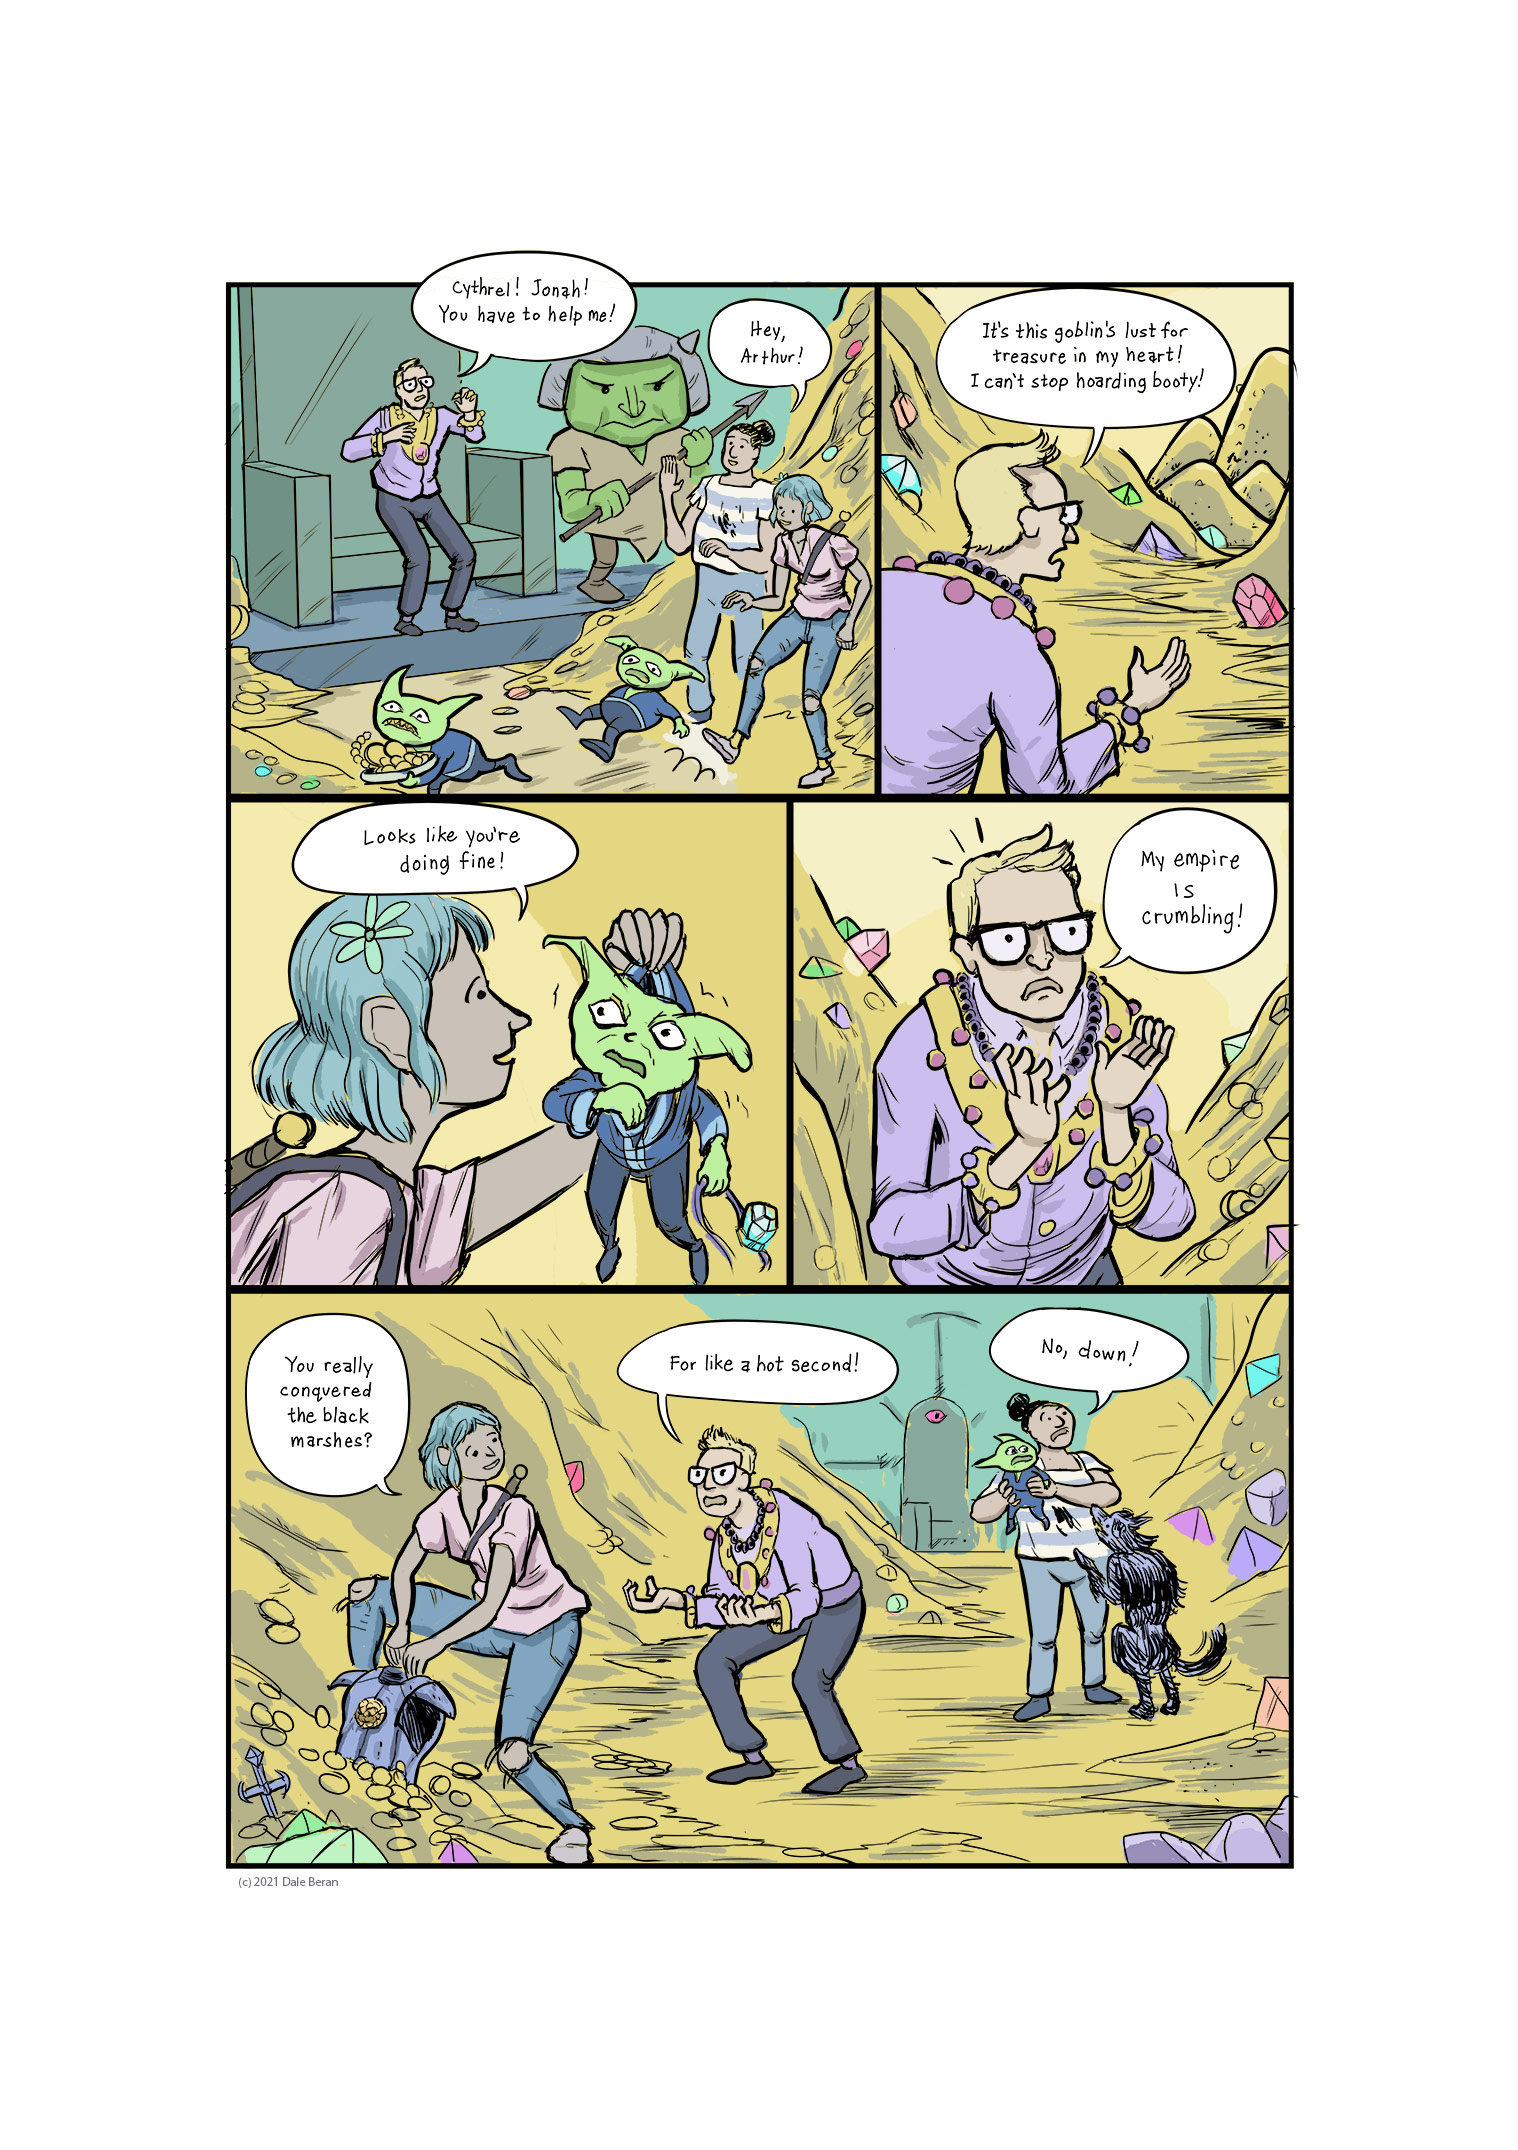 Cythrel! Jonah!
You have to help me!
Hey,
Arthur!
It's this goblin's lust for
treasure in my heart!
I can't stop hoarding booty!
Looks like you're
doing fine!
My empire
IS
crumbling!
You really
conquered
the black
marshes?
For like a hot second!
No, down!
(c) 2021 Dale Beran